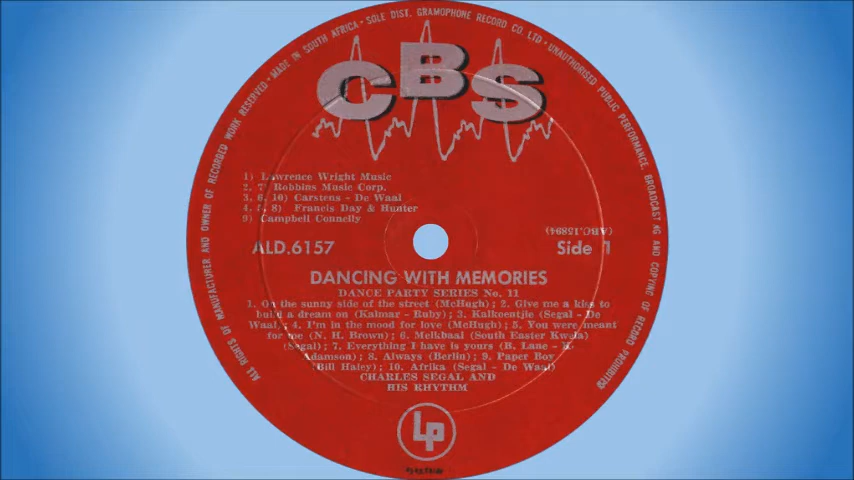 ALL RIGHTS OF MANUFACTURER AND OWNER OF RECORDED WORK RESERVED • MADE IN SOUTH AFRICA • SOLE DIST. GRAMOPHONE RECORD CO. LTD • UNAUTHORISED PUBLIC PERFORMANCE, BROADCASTING AND COPYING OF RECORD PROHIBITED
CBS
1) Lawrence Wright Music
2, 7) Robbins Music Corp.
3, 6, 10) Carstens - De Waal
4, 5, 8) Francis Day & Hunter
9) Campbell Connelly
(ABC.15894)
ALD.6157
Side 1
DANCING WITH MEMORIES
DANCE PARTY SERIES No. 11
1. On the sunny side of the street (McHugh); 2. Give me a kiss to
build a dream on (Kalmar - Ruby); 3. Kalkoentjie (Segal - De
Waal); 4. I'm in the mood for love (McHugh); 5. You were meant
for me (N. H. Brown); 6. Melkbaai (South Easter Kwela)
(Segal); 7. Everything I have is yours (B. Lane - H.
Adamson); 8. Always (Berlin); 9. Paper Boy
(Bill Haley); 10. Afrika (Segal - De Waal)
CHARLES SEGAL AND
HIS RHYTHM
LP